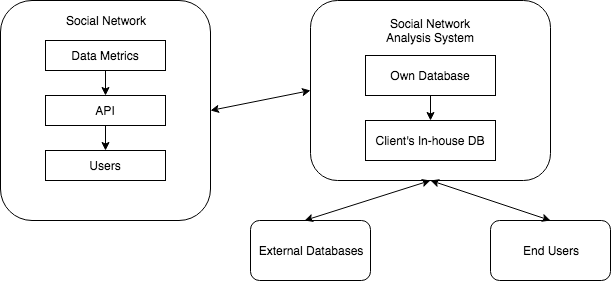 Social Network
Data Metrics
API
Users
Social Network
Analysis System
Own Database
Client's In-house DB
External Databases
End Users